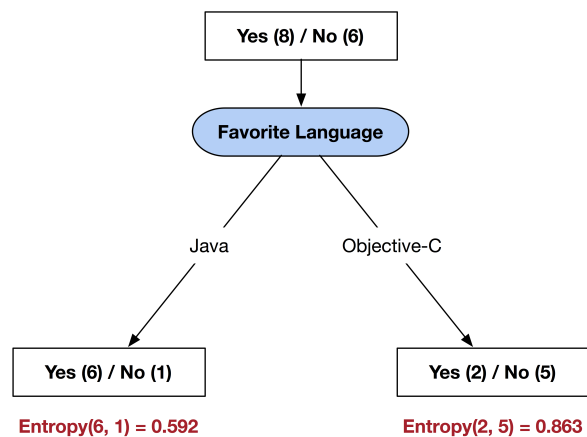 Yes (8) / No (6)
Favorite Language
Java
Objective-C
Yes (6) / No (1)
Yes (2) / No (5)
Entropy(6, 1) = 0.592
Entropy(2, 5) = 0.863